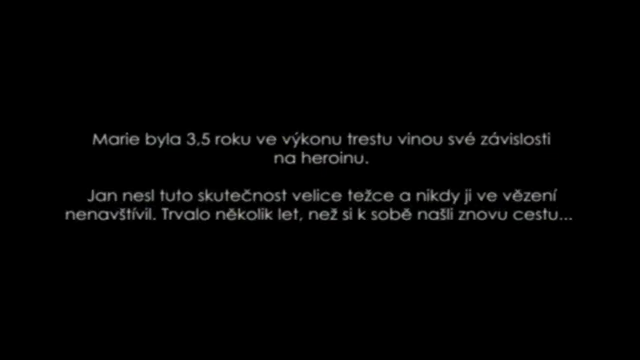 Marie byla 3,5 roku ve výkonu trestu vinou své závislosti
na heroinu.
Jan nesl tuto skutečnost velice težce a nikdy ji ve vězení
nenavštívil. Trvalo několik let, než si k sobě našli znovu cestu...